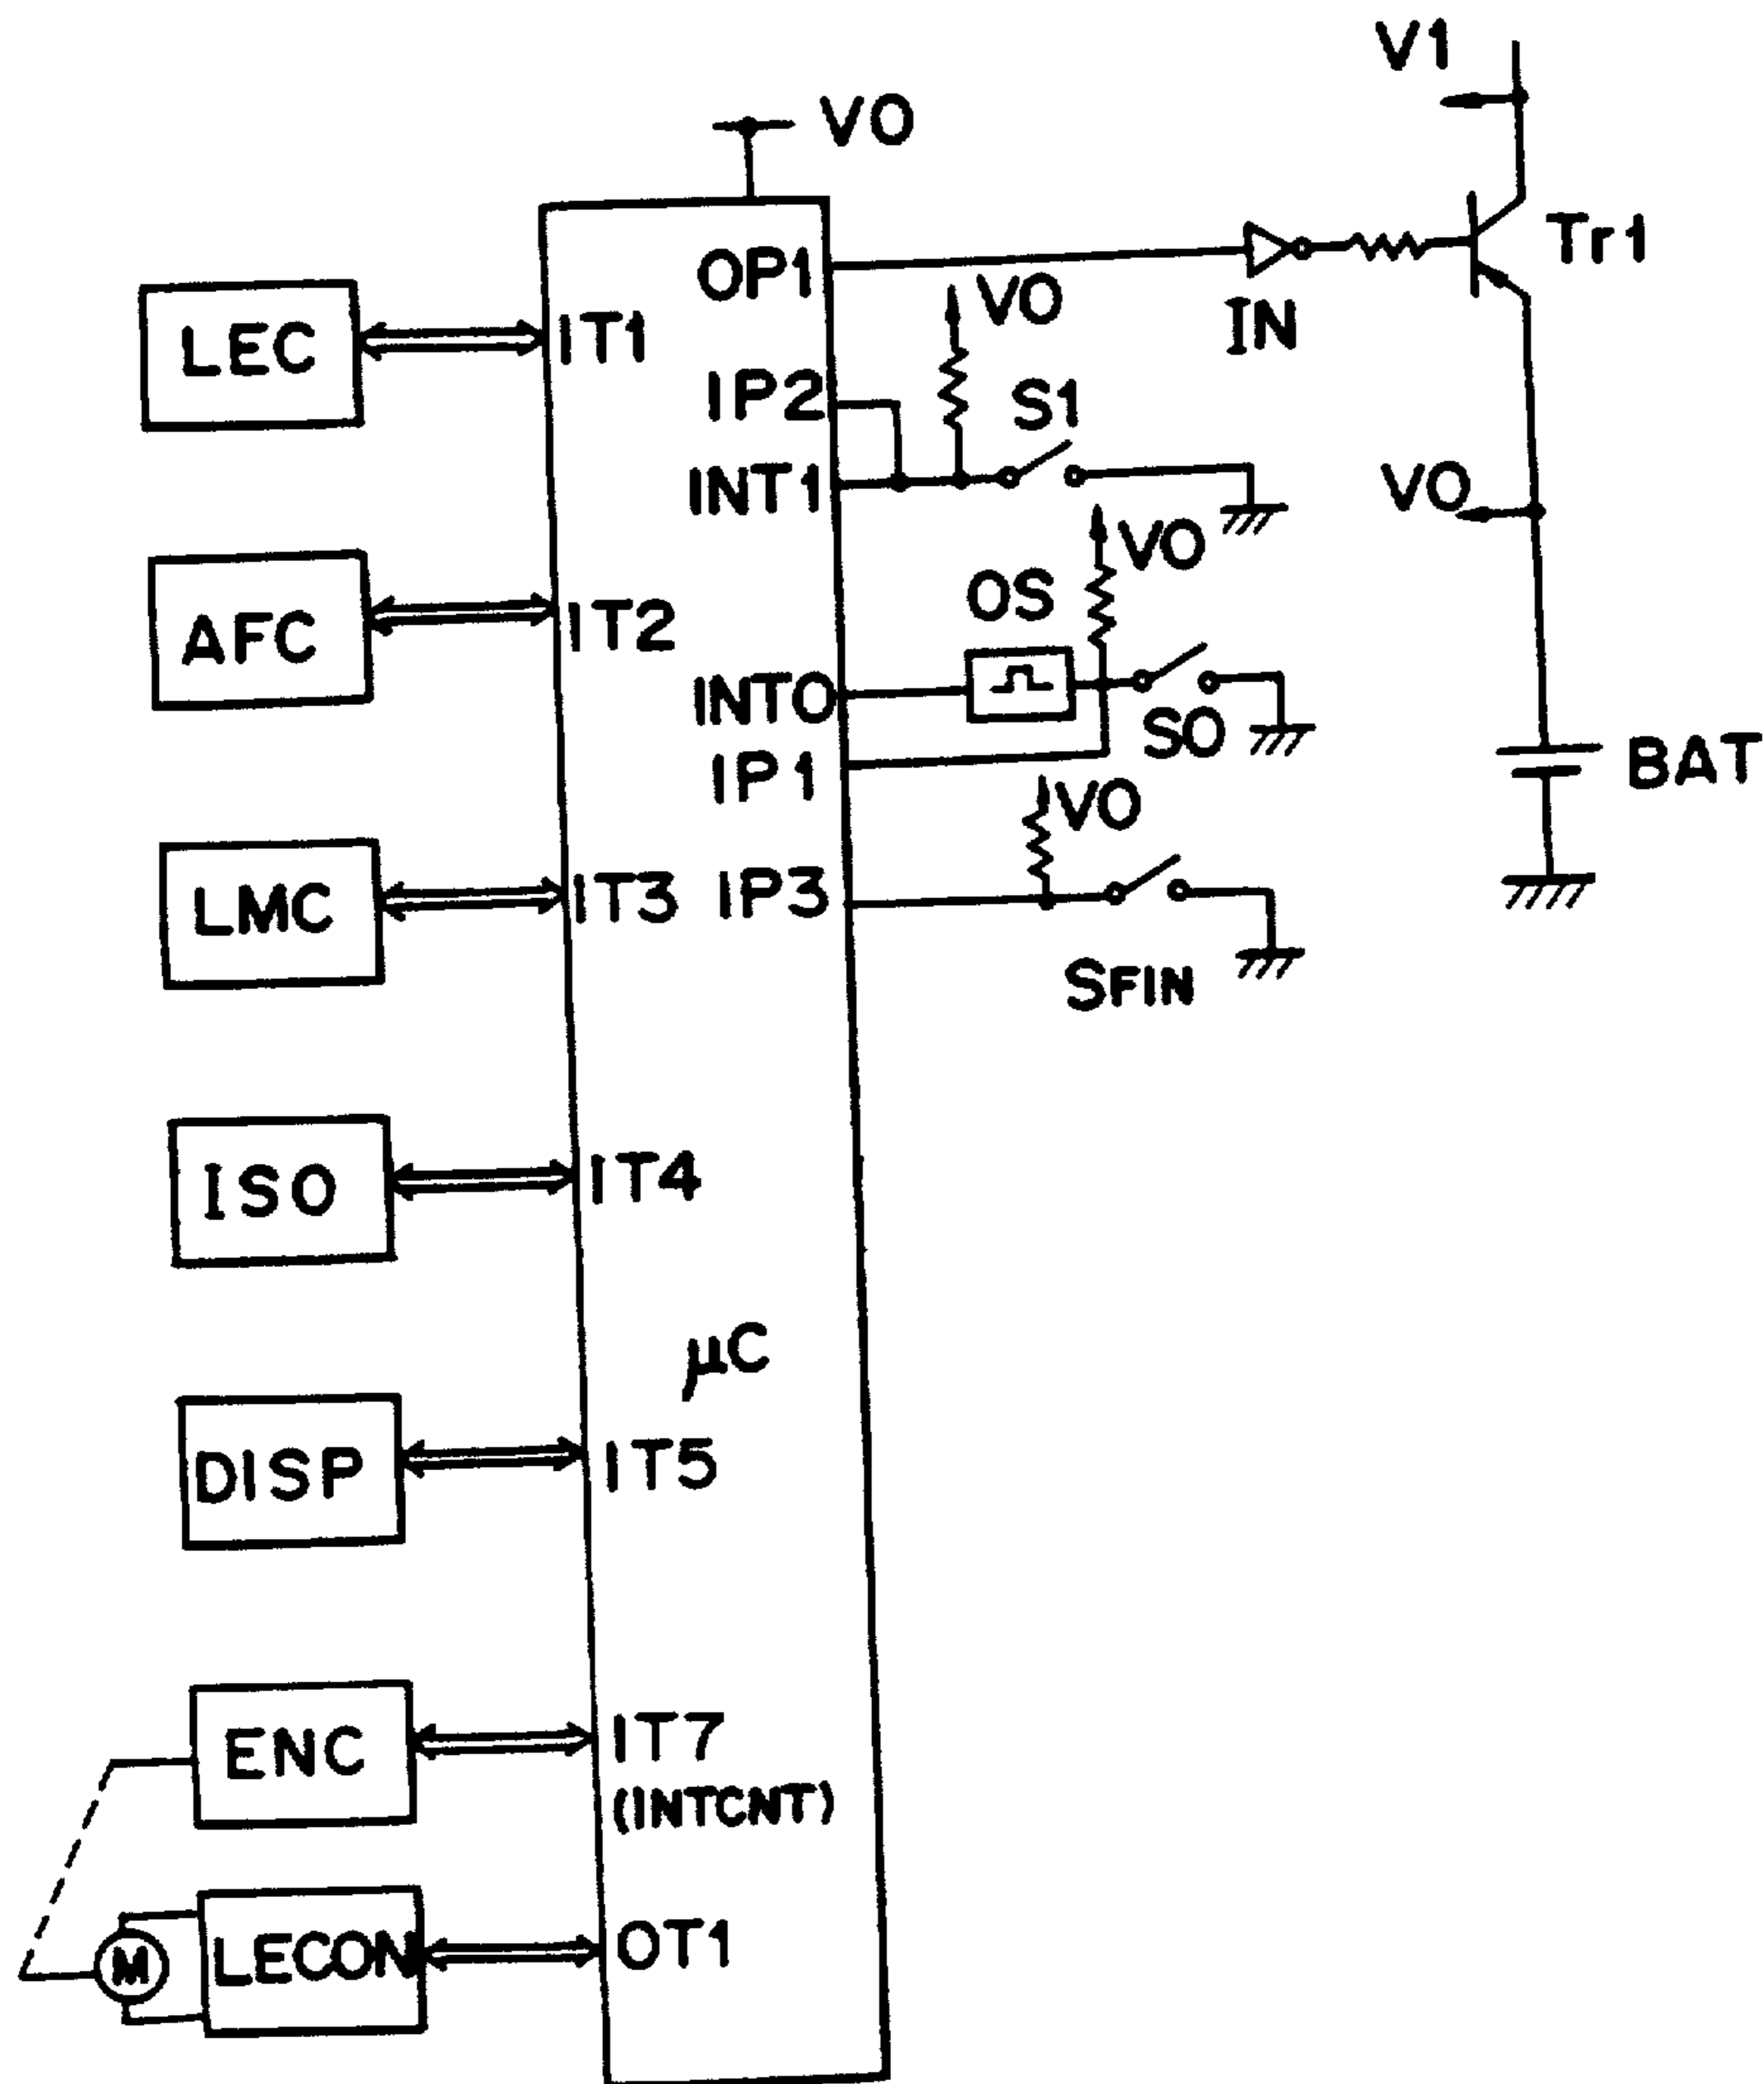 V1
VO
OP1
Tr1
LEC
IT1
VO
IN
IP2
S1
INT1
VO
VO
OS
AFC
IT2
INTO
SO
IP1
BAT
VO
LMC
IT3
IP3
SFIN
ISO
IT4
μC
DISP
IT5
ENC
IT7
(INTCNT)
M
LECON
OT1